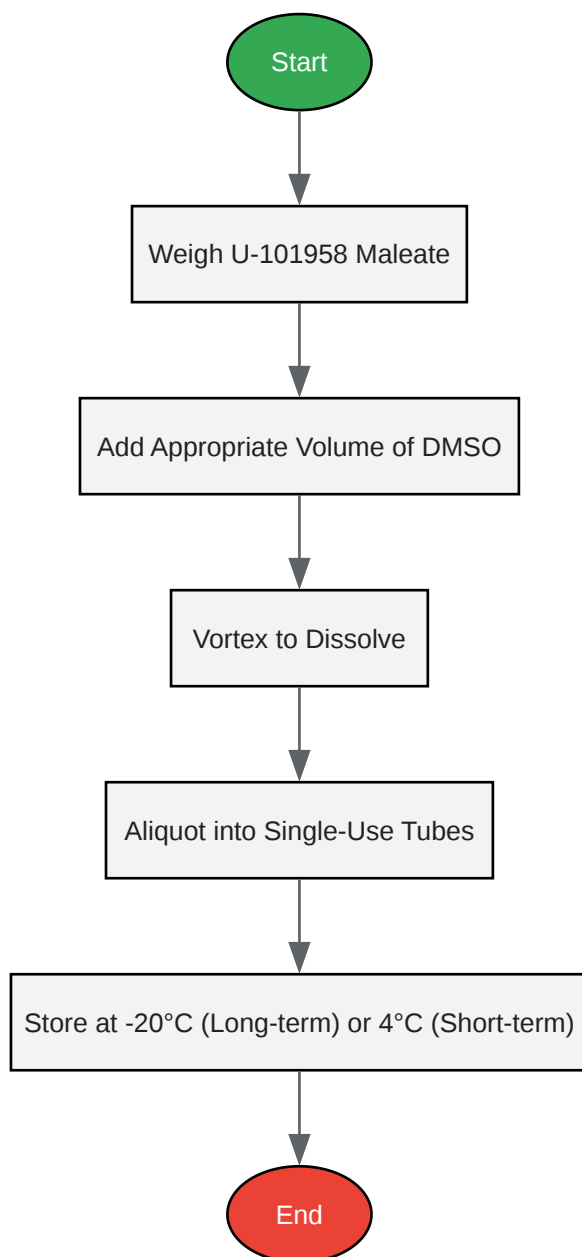 Start
Weigh U-101958 Maleate
Add Appropriate Volume of DMSO
Vortex to Dissolve
Aliquot into Single-Use Tubes
Store at -20°C (Long-term) or 4°C (Short-term)
End